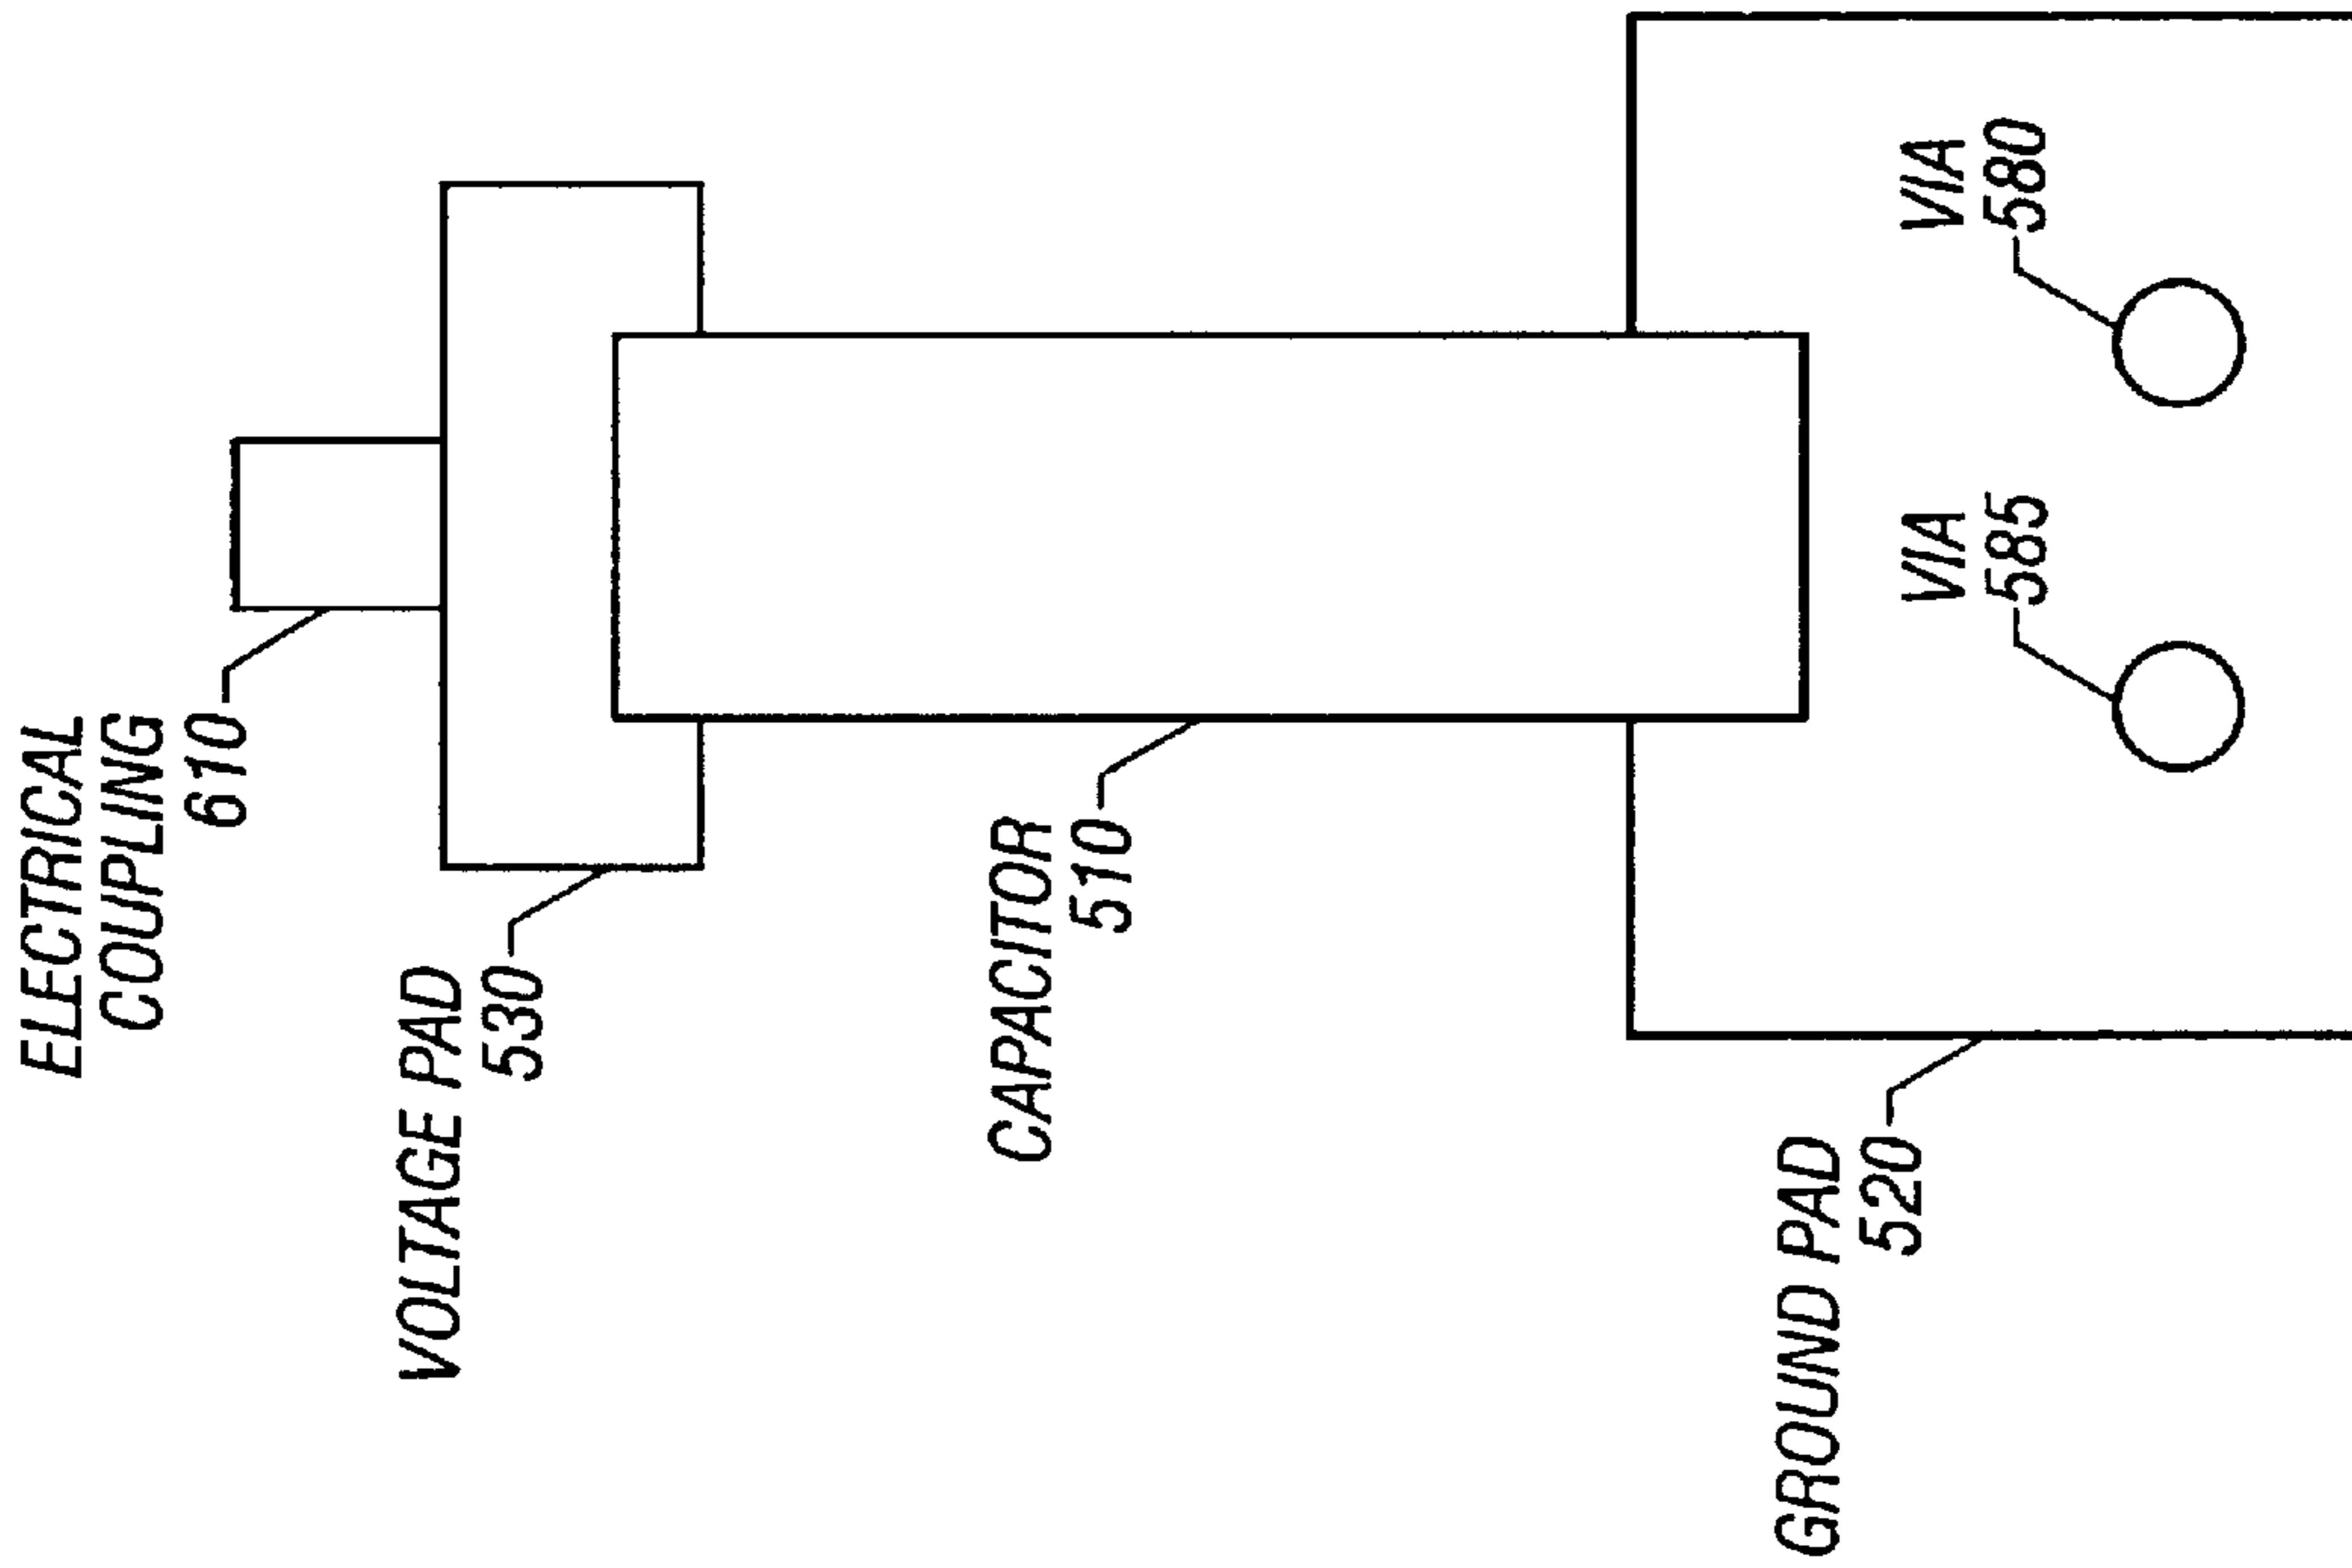 ELECTRICAL
COUPLING
610
VOLTAGE PAD
530
CAPACITOR
510
GROUND PAD
520
VIA
585
VIA
580